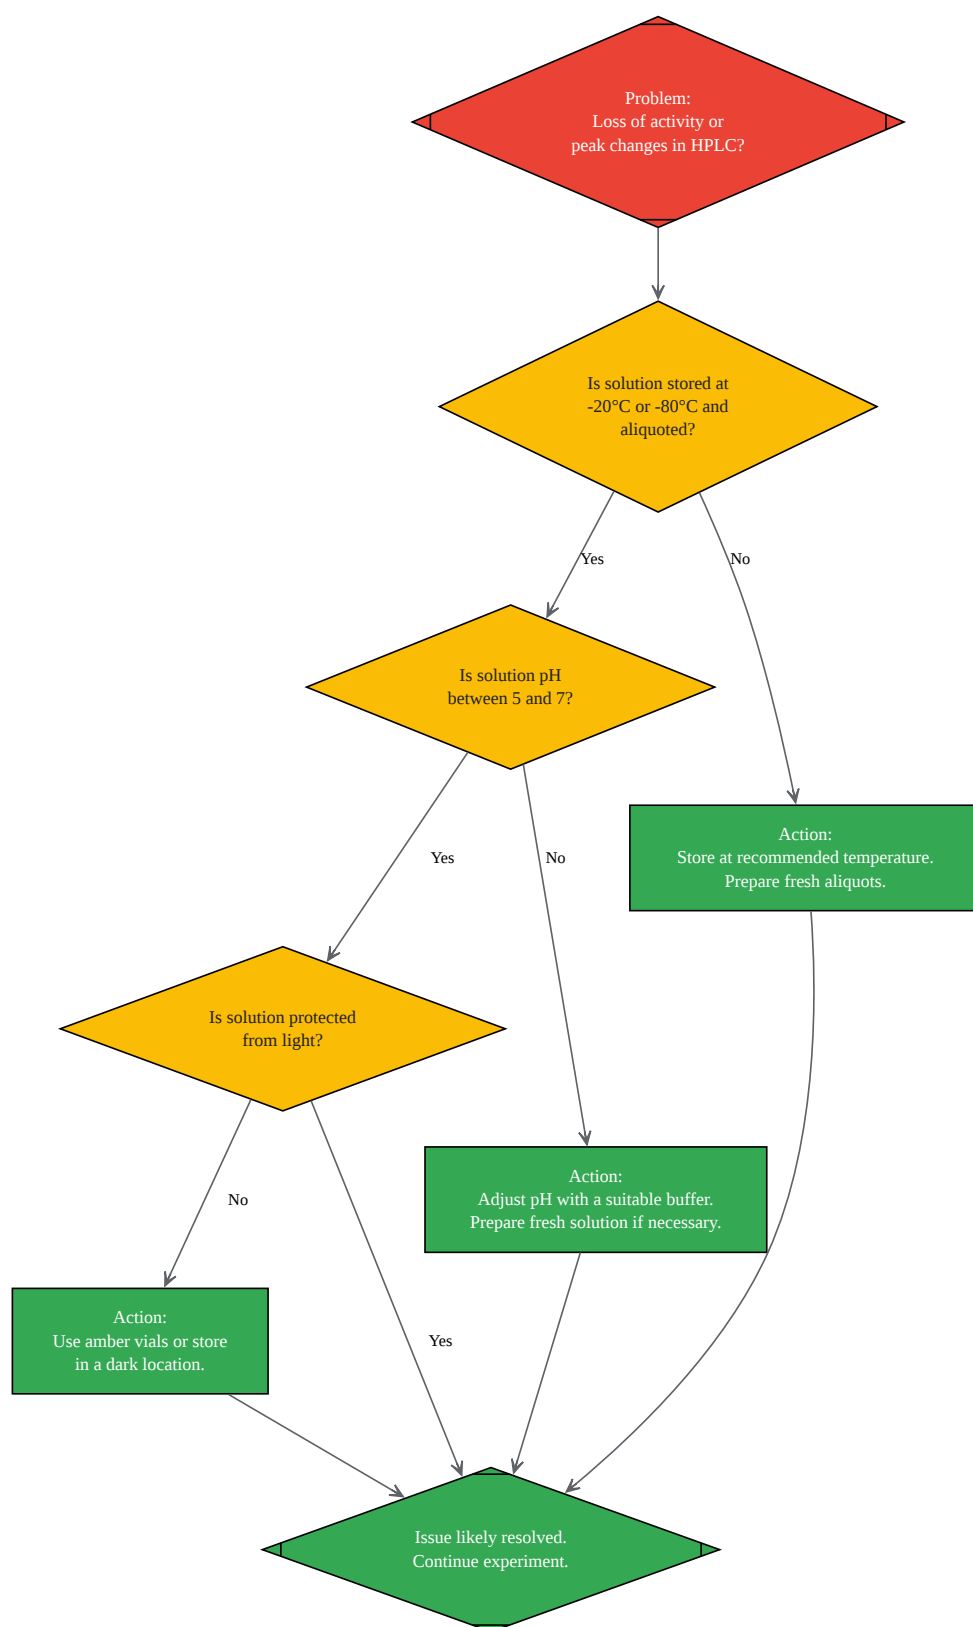 Problem:
Loss of activity or
peak changes in HPLC?
Is solution stored at
-20°C or -80°C and
aliquoted?
Yes
No
Is solution pH
between 5 and 7?
Yes
No
Action:
Store at recommended temperature.
Prepare fresh aliquots.
Is solution protected
from light?
No
Yes
Action:
Adjust pH with a suitable buffer.
Prepare fresh solution if necessary.
Action:
Use amber vials or store
in a dark location.
Issue likely resolved.
Continue experiment.